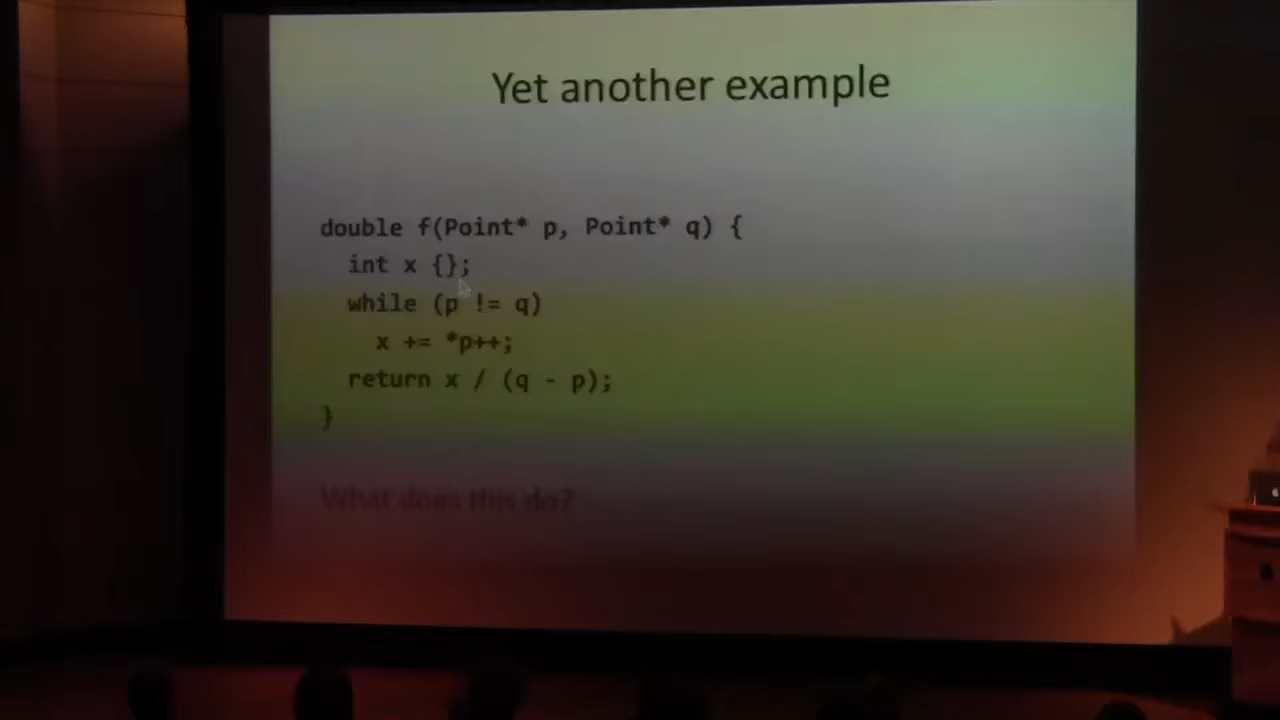 Yet another example
double f(Point* p, Point* q) {
int x {};
while (p != q)
x += *p++;
return x / (q - p);
}
What does this do?